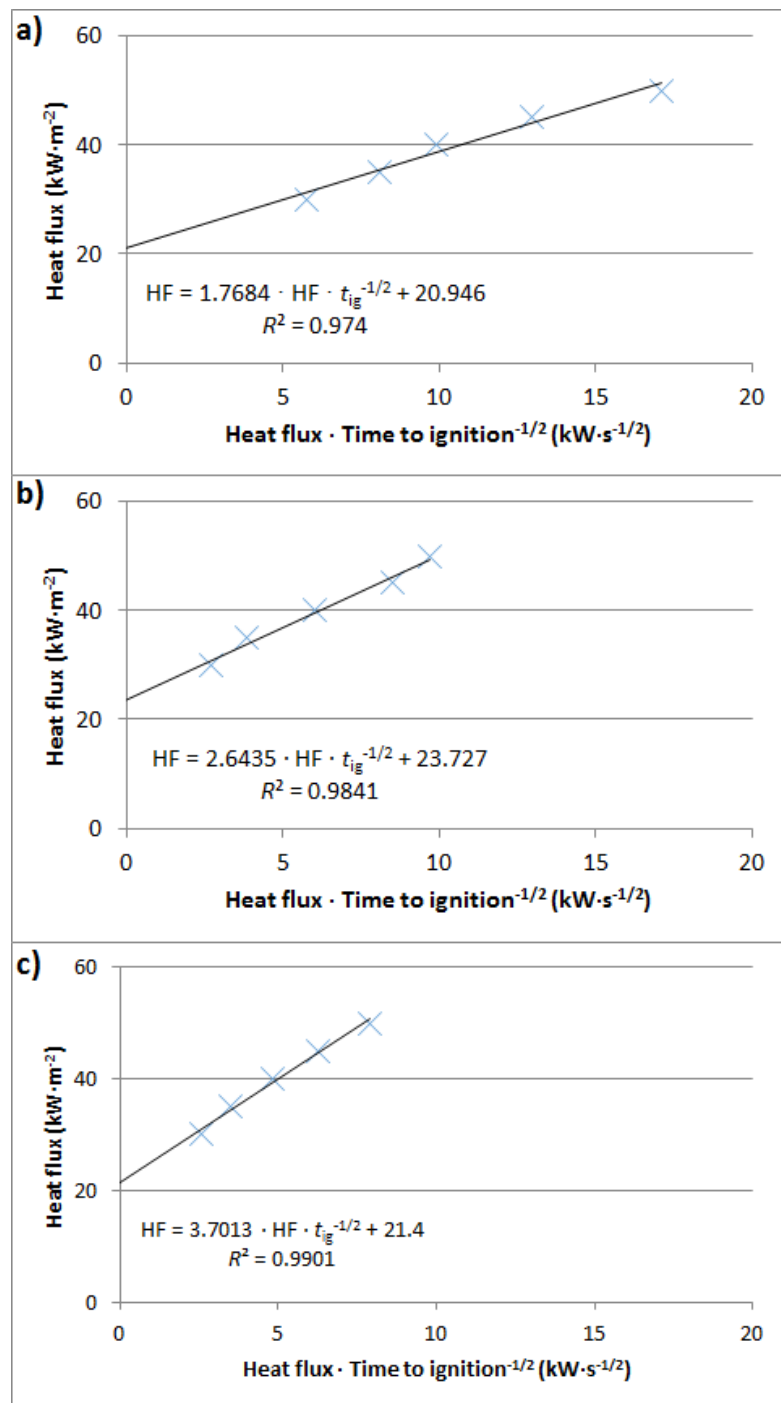 a)
60
40
20
0
Heat flux (kW·m⁻²)
HF = 1.7684 · HF · tᵢg⁻¹/² + 20.946
R² = 0.974
0 5 10 15 20
Heat flux · Time to ignition⁻¹/² (kW·s⁻¹/²)
b)
60
40
20
0
Heat flux (kW·m⁻²)
HF = 2.6435 · HF · tᵢg⁻¹/² + 23.727
R² = 0.9841
0 5 10 15 20
Heat flux · Time to ignition⁻¹/² (kW·s⁻¹/²)
c)
60
40
20
0
Heat flux (kW·m⁻²)
HF = 3.7013 · HF · tᵢg⁻¹/² + 21.4
R² = 0.9901
0 5 10 15 20
Heat flux · Time to ignition⁻¹/² (kW·s⁻¹/²)